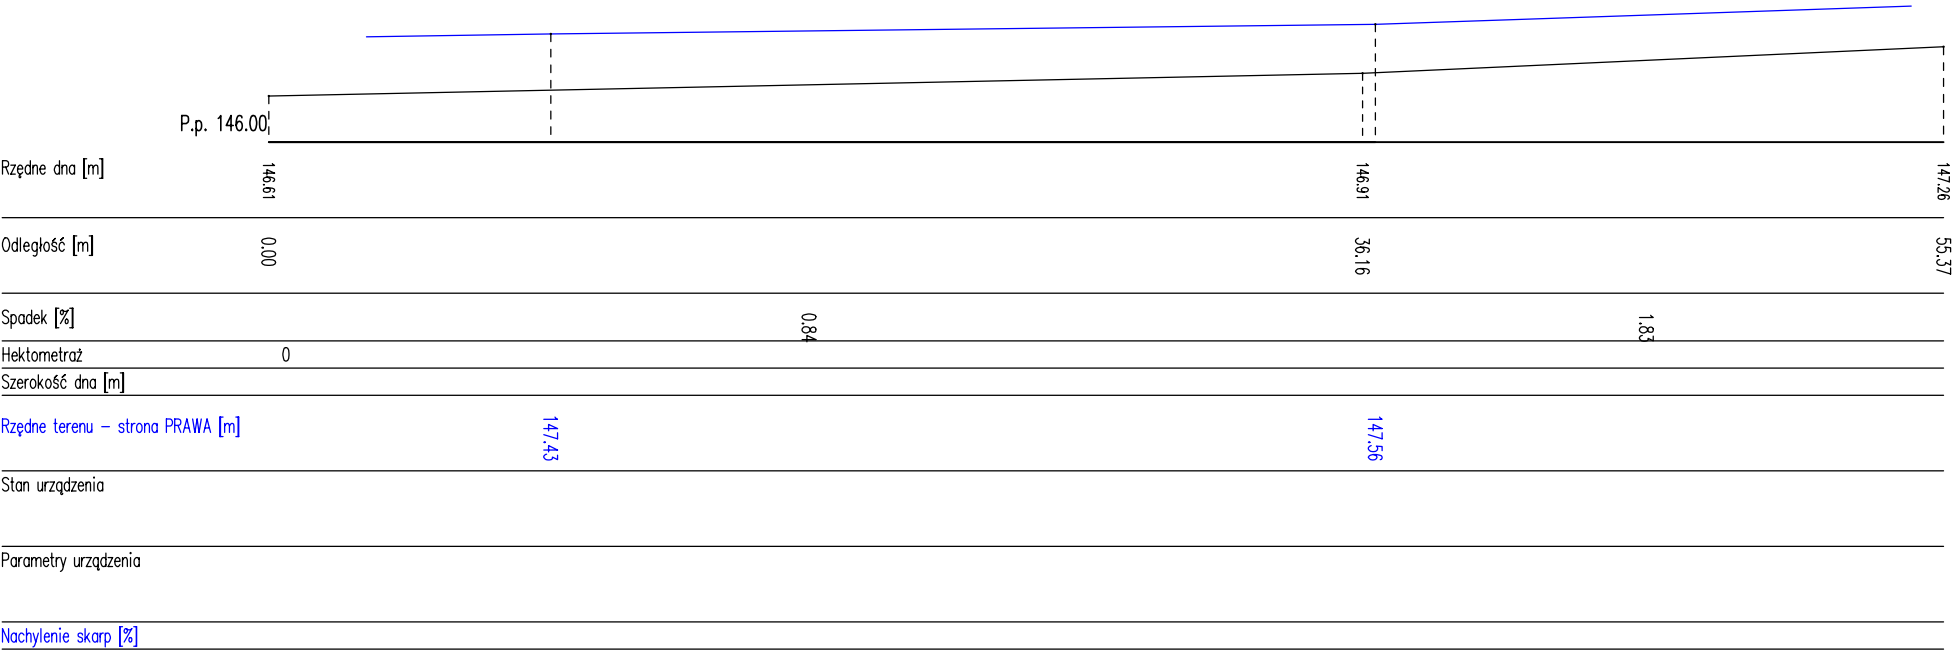 P.p. 146.00
Rzędne dna [m] 146.61 146.91 147.26
Odległość [m] 0.00 36.16 55.37
Spadek [%] 0.84 1.83
Hektometraż 0
Szerokość dna [m]
Rzędne terenu – strona PRAWA [m] 147.43 147.56
Stan urządzenia
Parametry urządzenia
Nachylenie skarp [%]